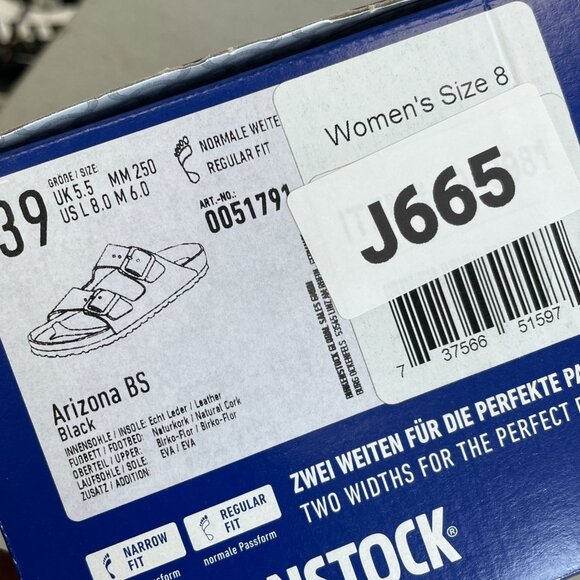 39
GRÖßE / SIZE
UK 5.5 MM 250
US L 8.0 M 6.0
NORMALE WEITE
REGULAR FIT
ART.-NO.:
0051791
Women's Size 8
J665
7 37566 51597
Arizona BS
Black
INNENSOHLE / INSOLE: Echt Leder / Leather
FUßBETT / FOOTBED: Naturkork / Natural Cork
OBERTEIL / UPPER: Birko-Flor / Birko-Flor
LAUFSOHLE / SOLE: EVA / EVA
ZUSATZ / ADDITION:
ZWEI WEITEN FÜR DIE PERFEKTE
TWO WIDTHS FOR THE PERFECT
NARROW
FIT
REGULAR
FIT
normale Passform
NSTOCK®